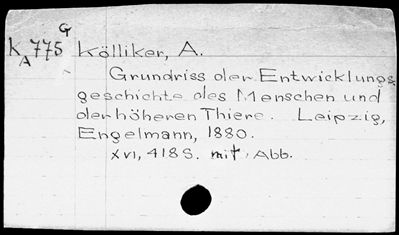 G
K 775 Kölliker, A.
A
Grundriss der Entwicklungs-
geschichte des Menschen und
der höheren Thiere. Leipzig,
Engelmann, 1880.
XVI, 418 S. mit Abb.